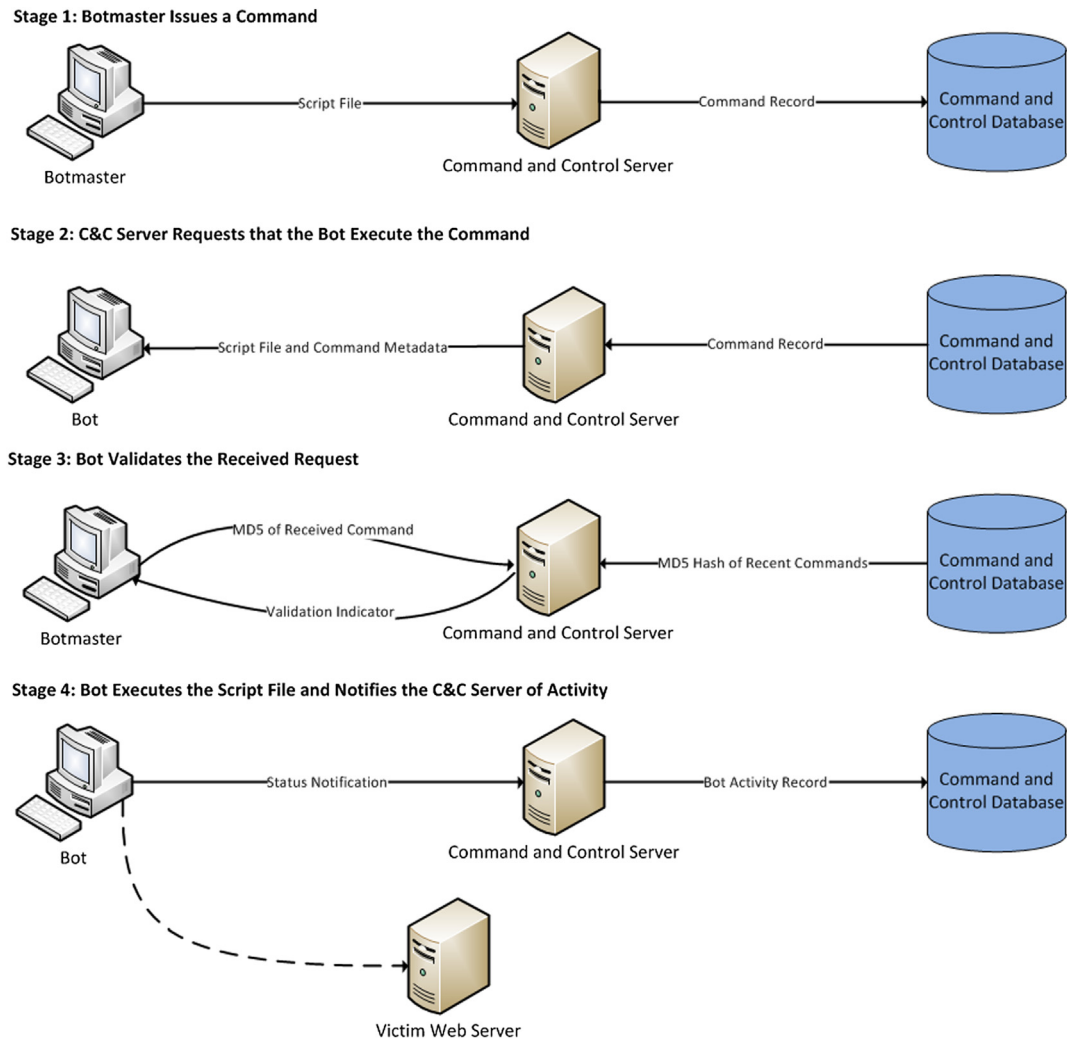 Stage 1: Botmaster Issues a Command
Script File
Command Record
Command and
Control Database
Botmaster
Command and Control Server
Stage 2: C&C Server Requests that the Bot Execute the Command
Script File and Command Metadata
Command Record
Command and
Control Database
Bot
Command and Control Server
Stage 3: Bot Validates the Received Request
MD5 of Received Command
MD5 Hash of Recent Commands
Command and
Control Database
Validation Indicator
Botmaster
Command and Control Server
Stage 4: Bot Executes the Script File and Notifies the C&C Server of Activity
Status Notification
Bot Activity Record
Command and
Control Database
Bot
Command and Control Server
Victim Web Server